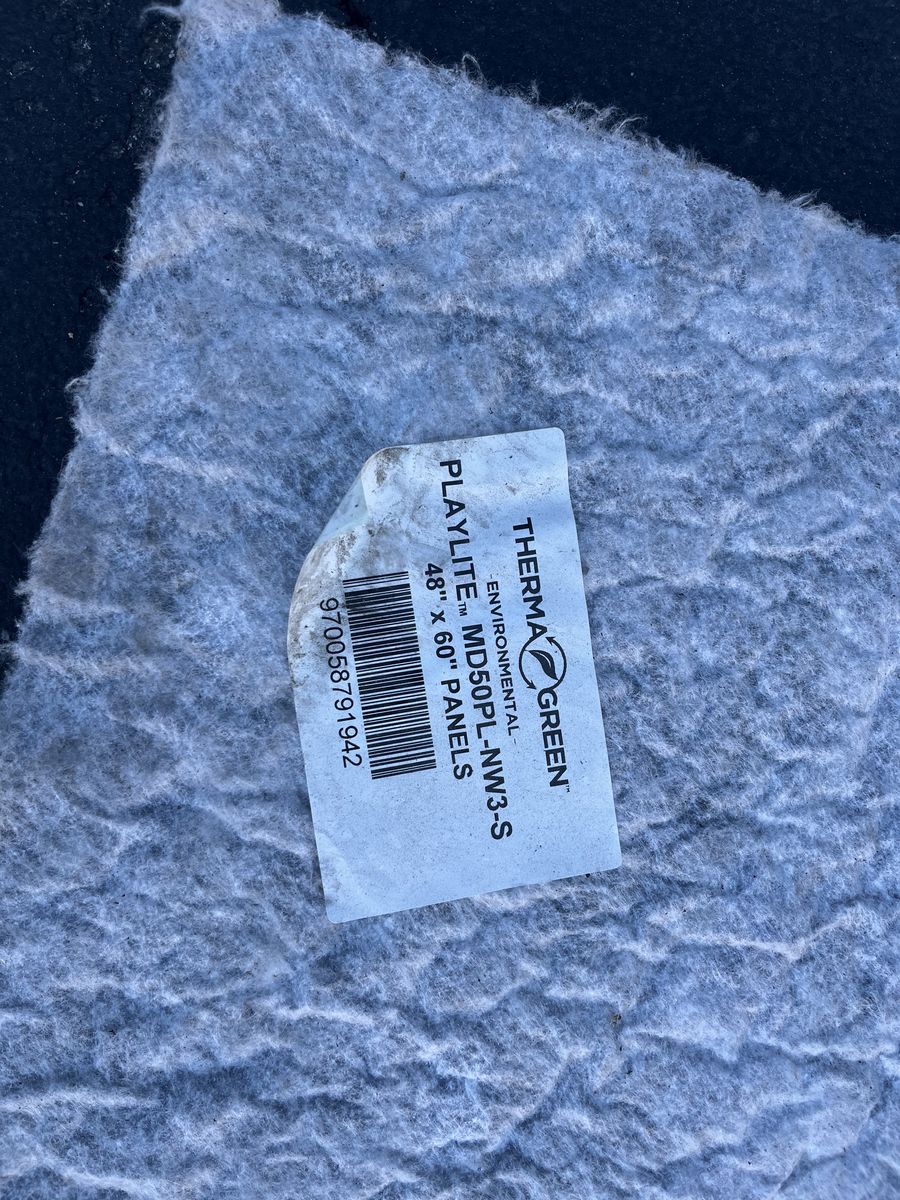 THERMA GREEN™
-ENVIRONMENTAL-
PLAYLITE™ MD50PL-NW3-S
48" x 60" PANELS
970058791942